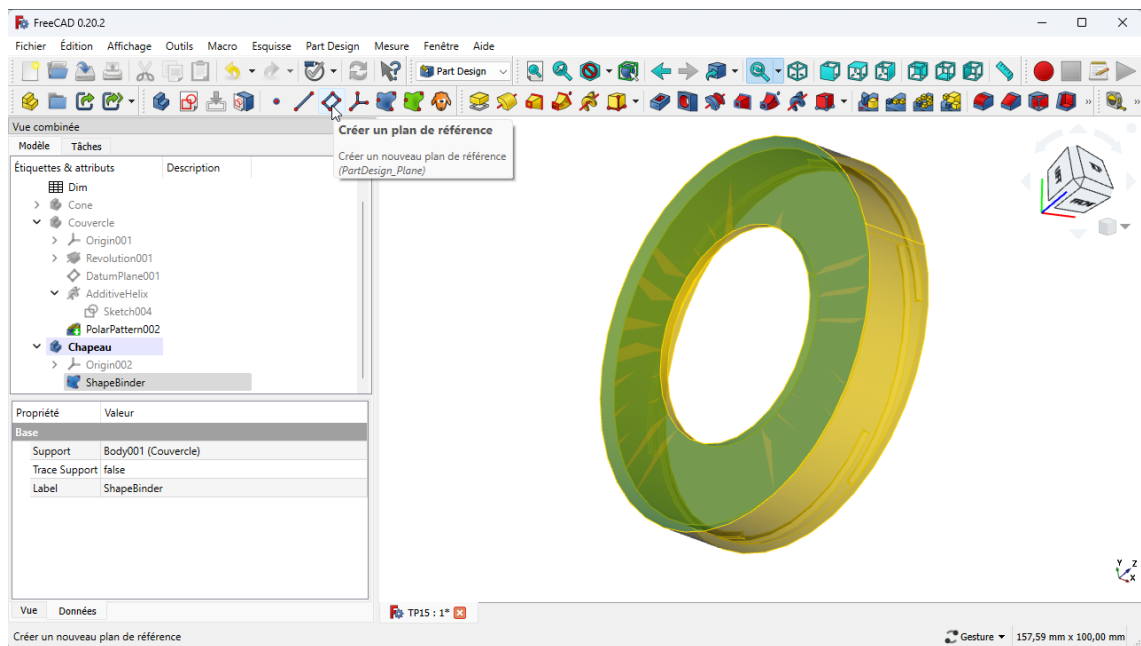 FreeCAD 0.20.2
Fichier Édition Affichage Outils Macro Esquisse Part Design Mesure Fenêtre Aide
Part Design
Vue combinée
Modèle Tâches
Créer un plan de référence
Créer un nouveau plan de référence
(PartDesign_Plane)
Étiquettes & attributs Description
Dim
Cone
Couvercle
Origin001
Revolution001
DatumPlane001
AdditiveHelix
Sketch004
PolarPattern002
Chapeau
Origin002
ShapeBinder
Propriété Valeur
Base
Support Body001 (Couvercle)
Trace Support false
Label ShapeBinder
Y Z
X
Vue Données
TP15 : 1*
Créer un nouveau plan de référence
Gesture 157,59 mm x 100,00 mm